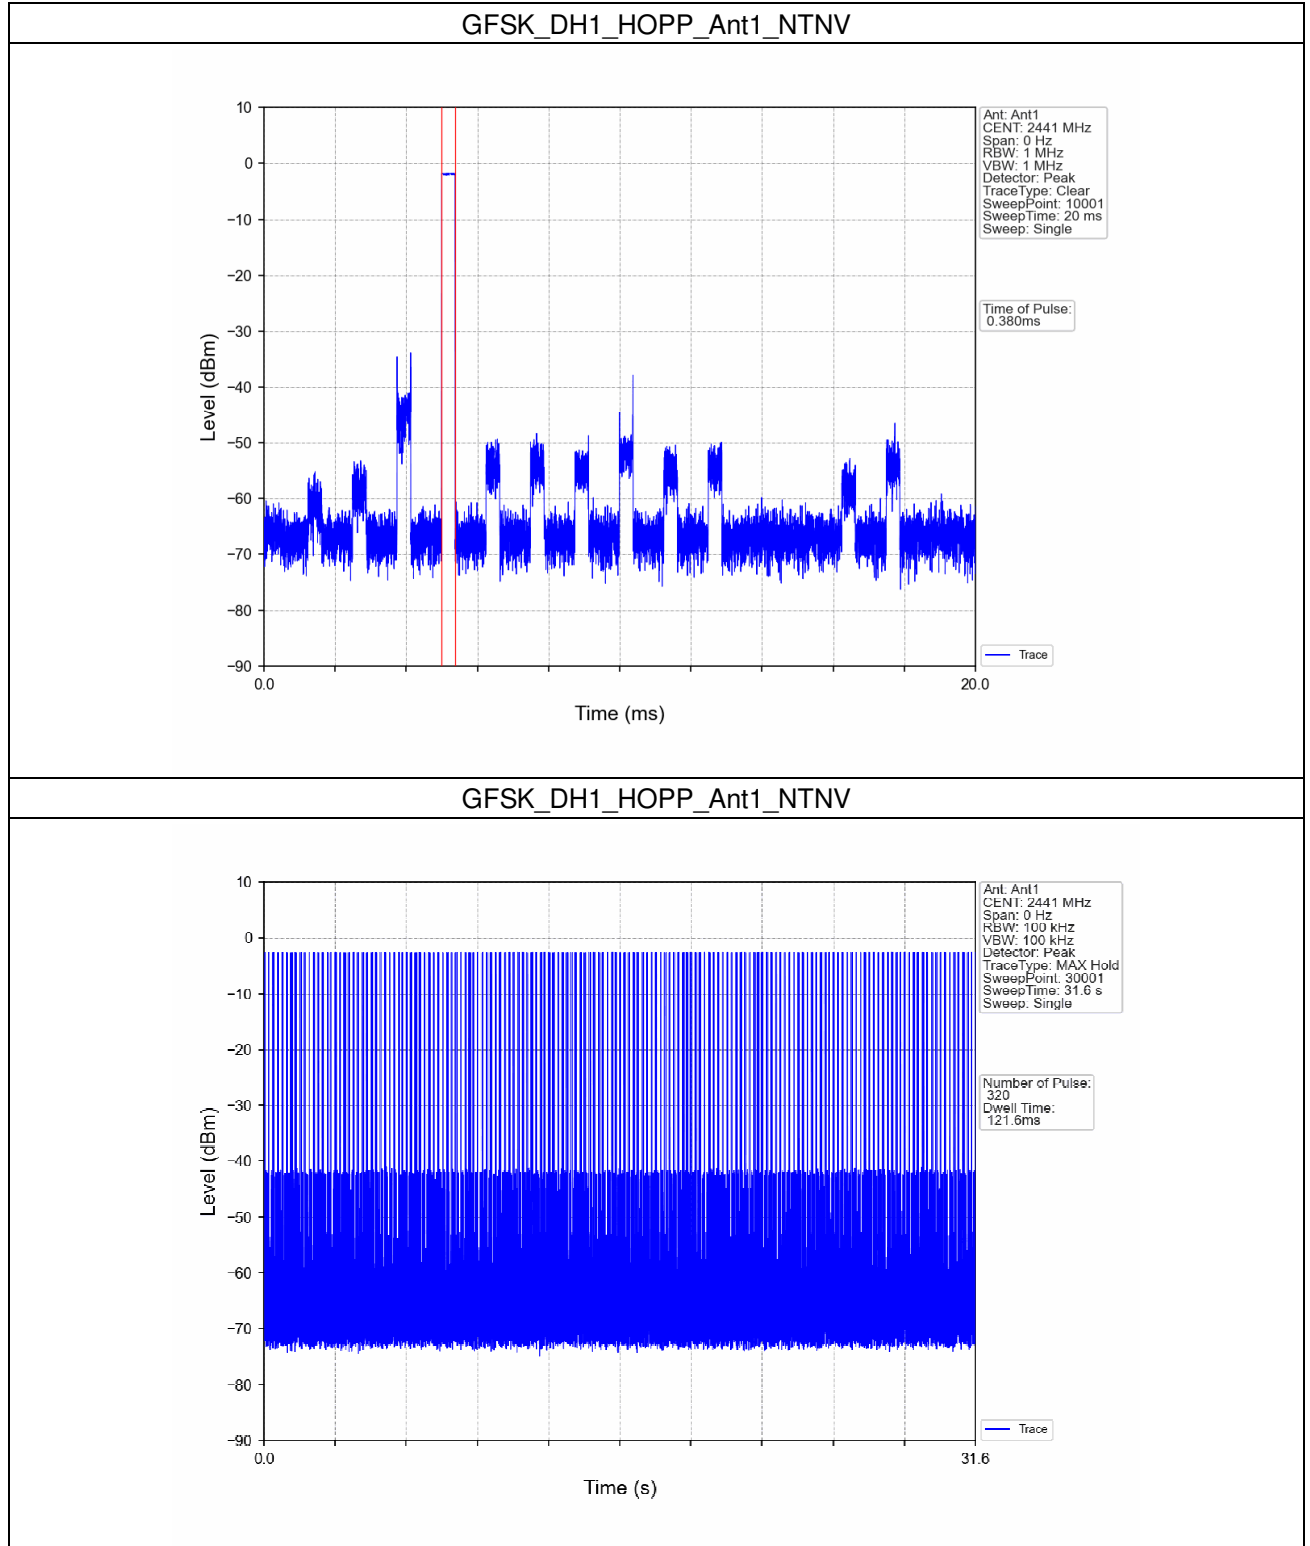 GFSK_DH1_HOPP_Ant1_NTNV
10
0
−10
−20
−30
−40
−50
−60
−70
−80
−90
Level (dBm)
0.0
20.0
Time (ms)
Ant: Ant1
CENT: 2441 MHz
Span: 0 Hz
RBW: 1 MHz
VBW: 1 MHz
Detector: Peak
TraceType: Clear
SweepPoint: 10001
SweepTime: 20 ms
Sweep: Single
Time of Pulse:
0.380ms
Trace
GFSK_DH1_HOPP_Ant1_NTNV
10
0
−10
−20
−30
−40
−50
−60
−70
−80
−90
Level (dBm)
0.0
31.6
Time (s)
Ant: Ant1
CENT: 2441 MHz
Span: 0 Hz
RBW: 100 kHz
VBW: 100 kHz
Detector: Peak
TraceType: MAX Hold
SweepPoint: 30001
SweepTime: 31.6 s
Sweep: Single
Number of Pulse:
320
Dwell Time:
121.6ms
Trace